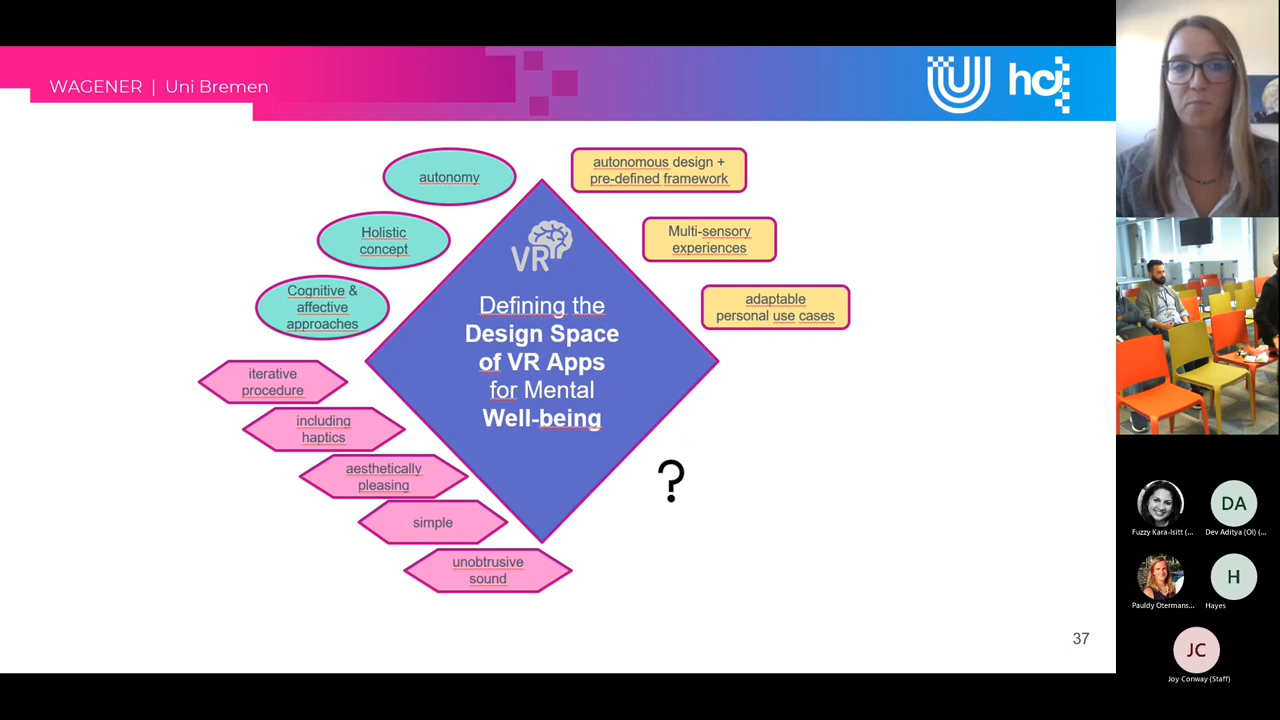 WAGENER | Uni Bremen
hci
autonomy
autonomous design +
pre-defined framework
Holistic
concept
Multi-sensory
experiences
Cognitive &
affective
approaches
adaptable
personal use cases
VR
Defining the
Design Space
of VR Apps
for Mental
Well-being
iterative
procedure
including
haptics
aesthetically
pleasing
simple
unobtrusive
sound
?
37
Fuzzy Kara-Isitt (...
DA
Dev Aditya (OI) (...
Pauldy Otermans...
H
Hayes
JC
Joy Conway (Staff)